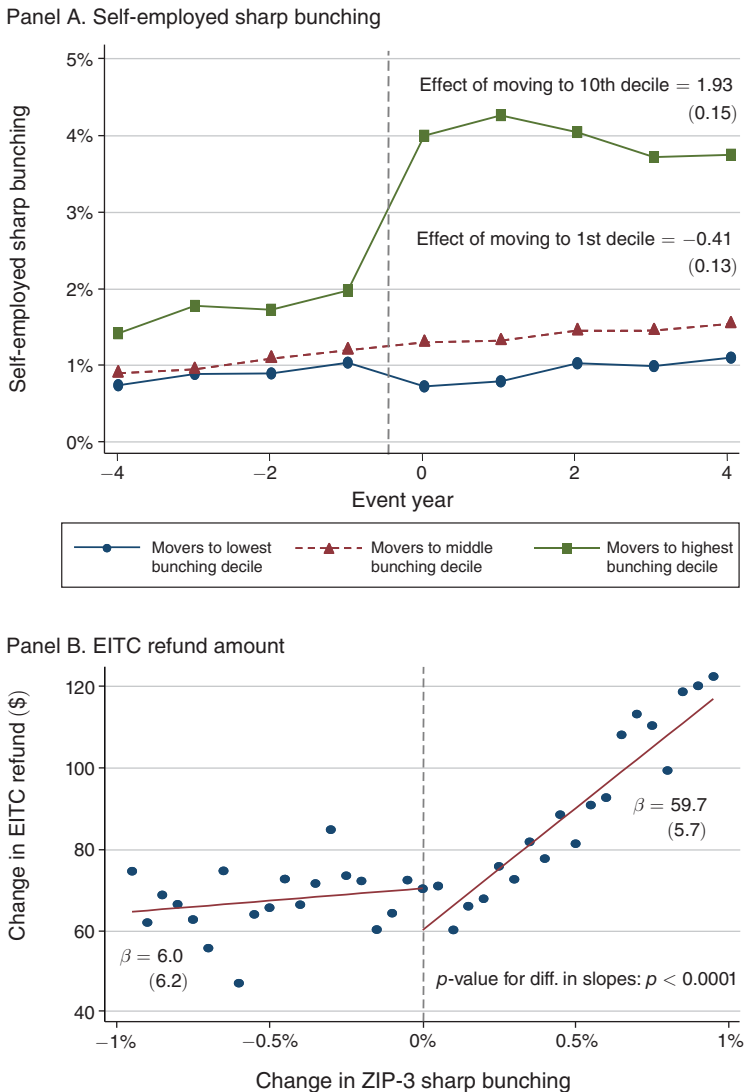 Panel A. Self-employed sharp bunching
5%
4%
3%
2%
1%
0%
Self-employed sharp bunching
Effect of moving to 10th decile = 1.93
(0.15)
Effect of moving to 1st decile = −0.41
(0.13)
−4
−2
0
2
4
Event year
Movers to lowest
bunching decile
Movers to middle
bunching decile
Movers to highest
bunching decile
Panel B. EITC refund amount
120
100
80
60
40
Change in EITC refund ($)
β = 59.7
(5.7)
β = 6.0
(6.2)
p-value for diff. in slopes: p < 0.0001
−1%
−0.5%
0%
0.5%
1%
Change in ZIP-3 sharp bunching